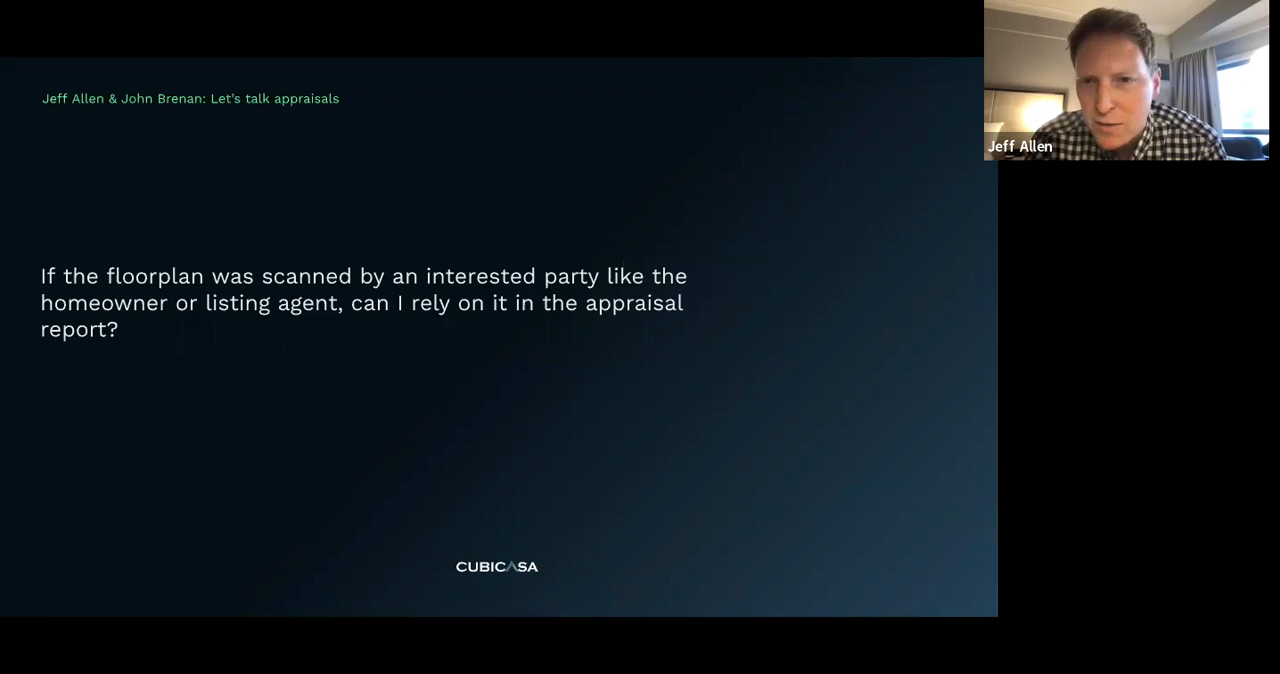 Jeff Allen & John Brenan: Let's talk appraisals
Jeff Allen
If the floorplan was scanned by an interested party like the
homeowner or listing agent, can I rely on it in the appraisal
report?
CUBICASA